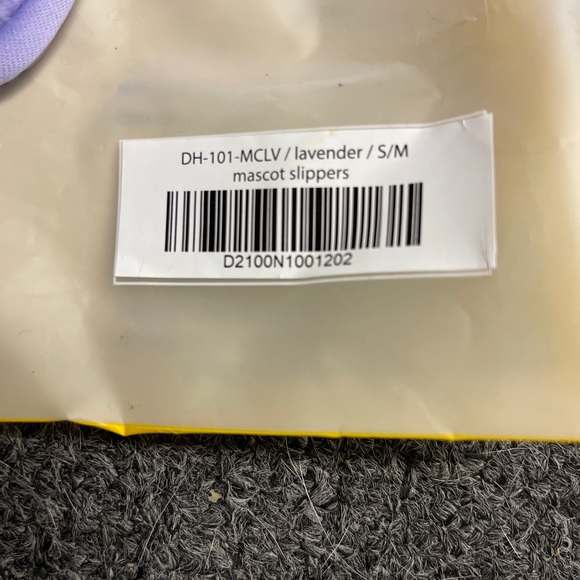 DH-101-MCLV / lavender / S/M
mascot slippers
D2100N1001202